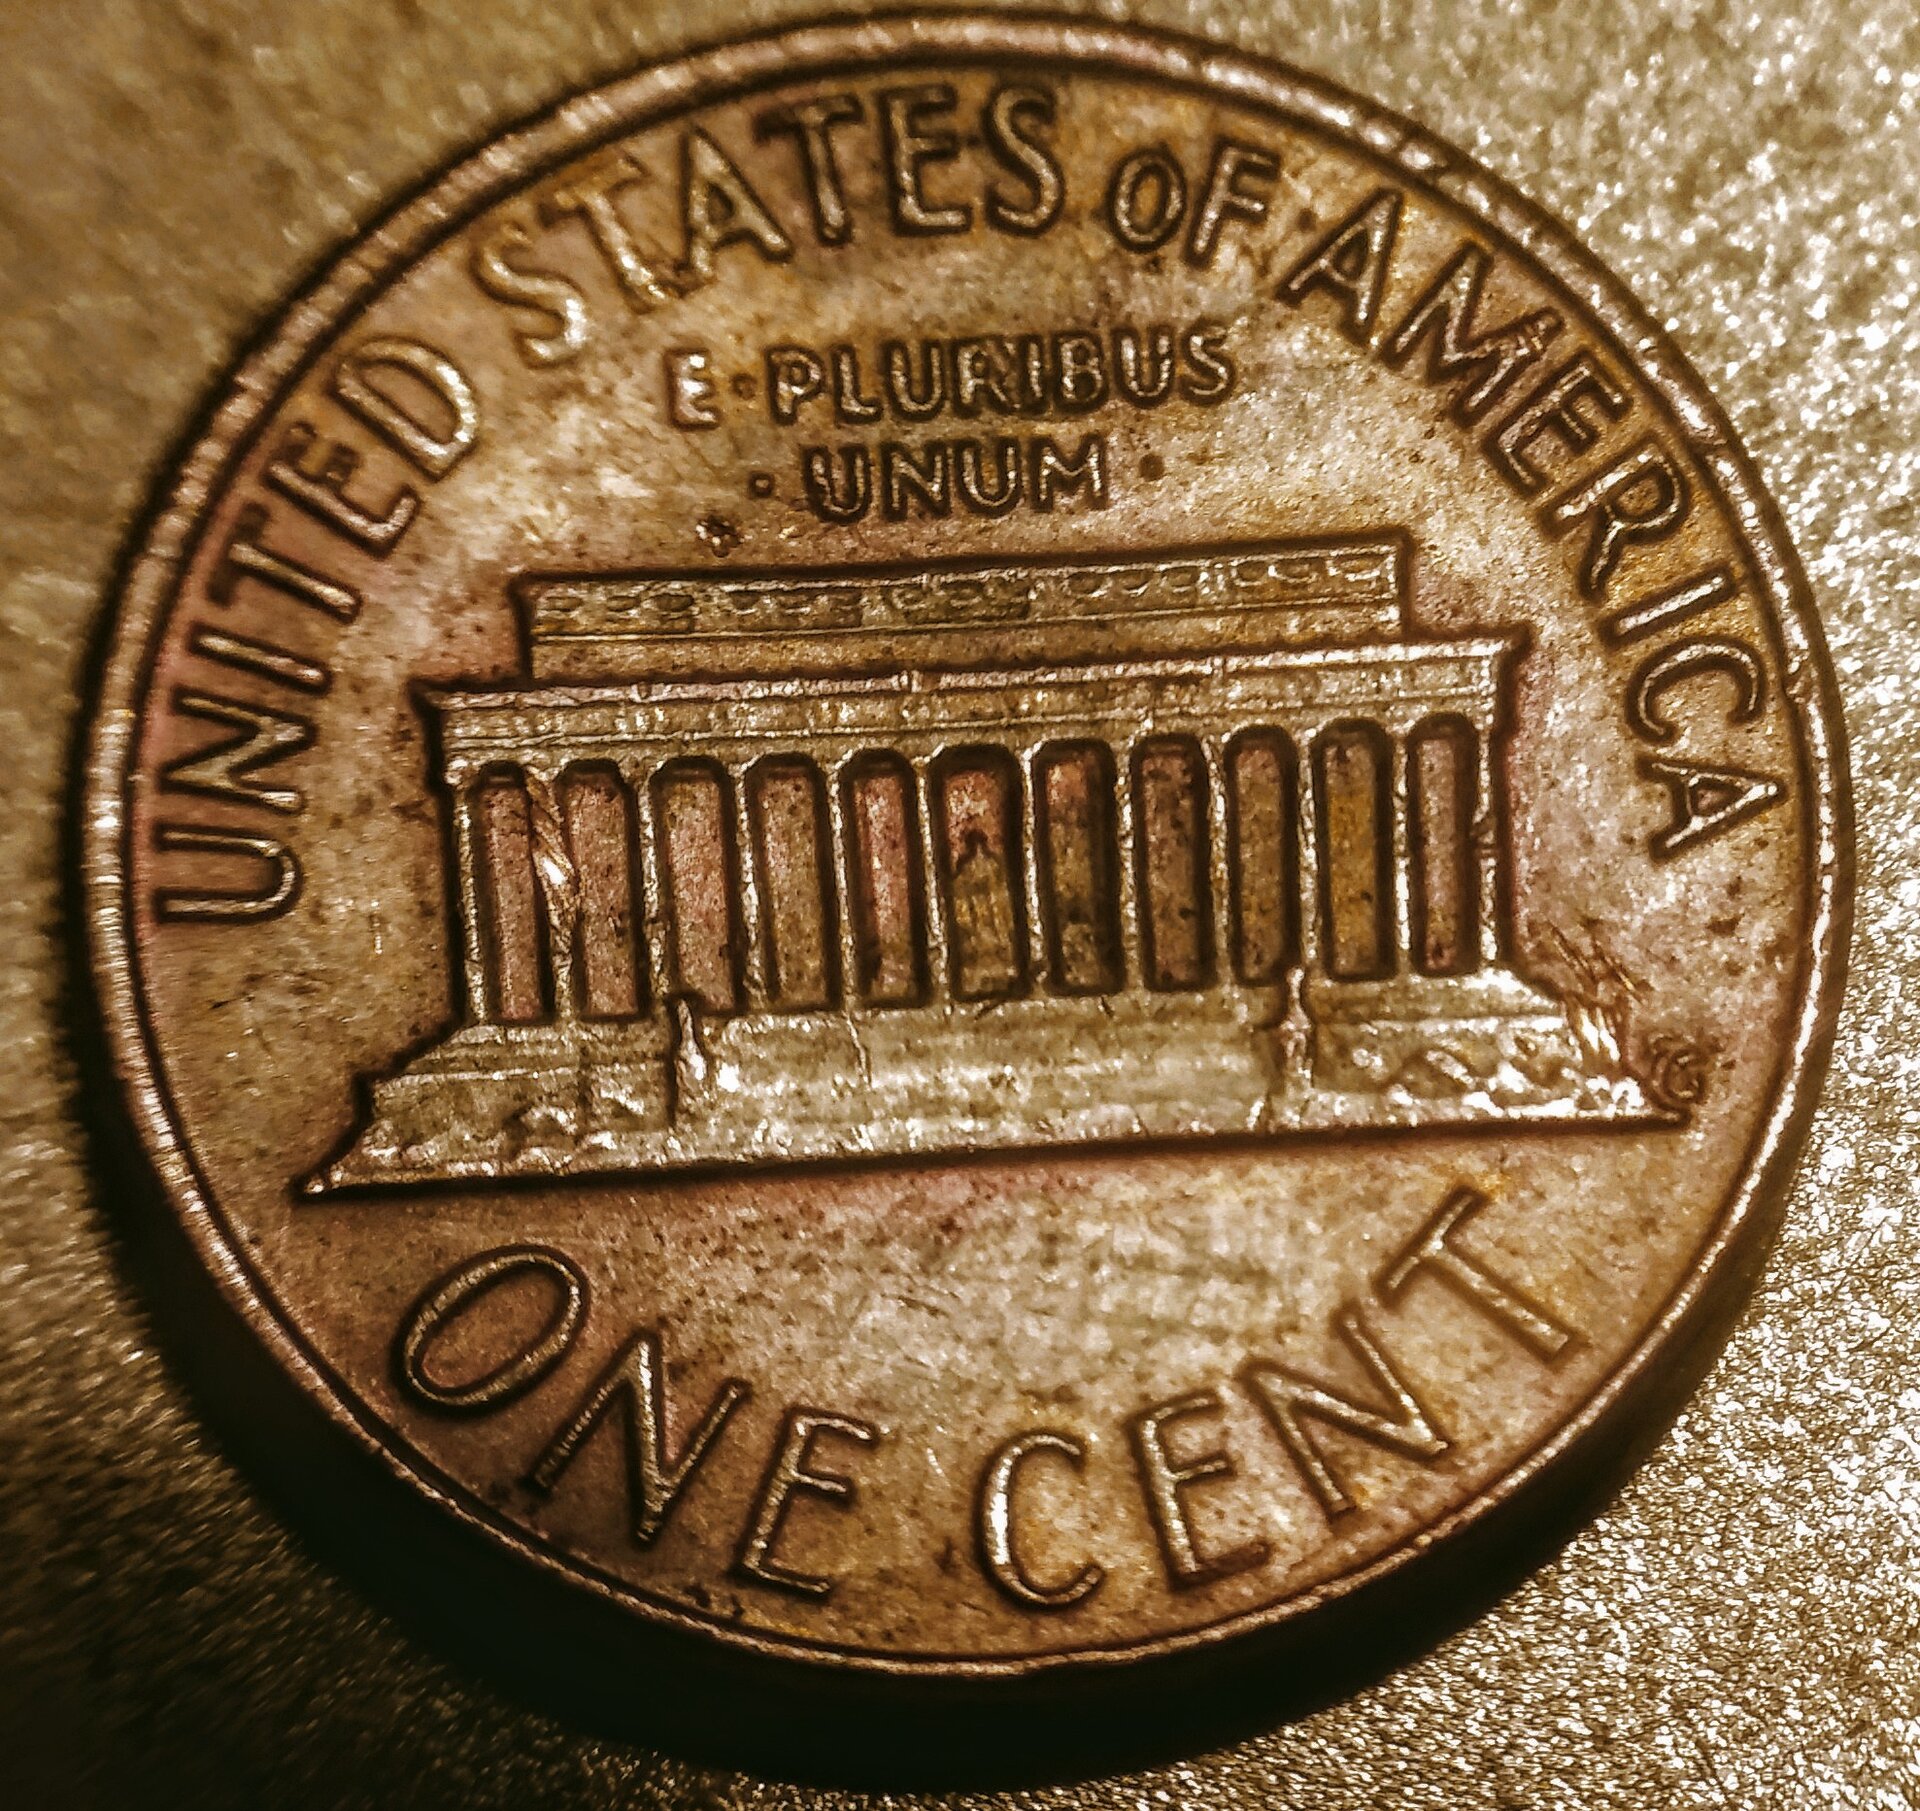 UNITED STATES OF AMERICA
E·PLURIBUS
·UNUM·
ONE CENT